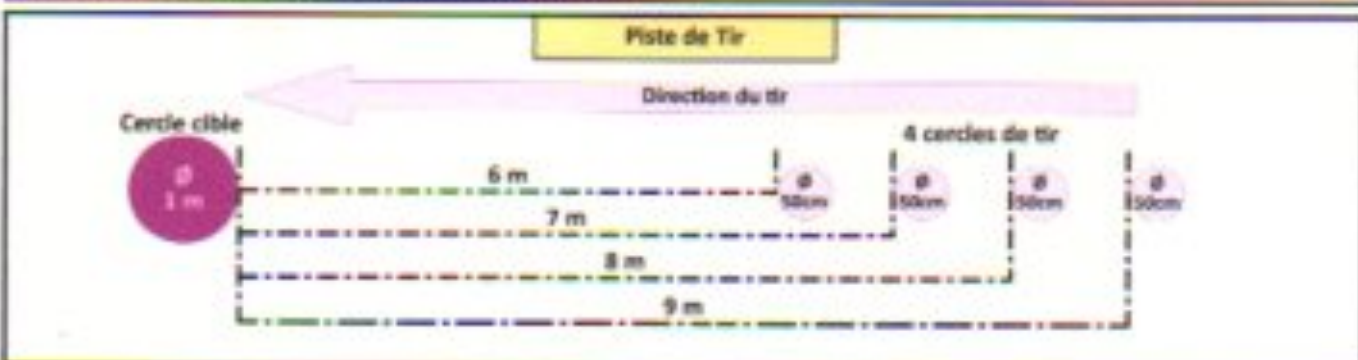 Piste de Tir
Direction du tir
Cercle cible
4 cercles de tir
Ø
1 m
6 m
Ø
50cm
Ø
50cm
Ø
50cm
Ø
50cm
7 m
8 m
9 m